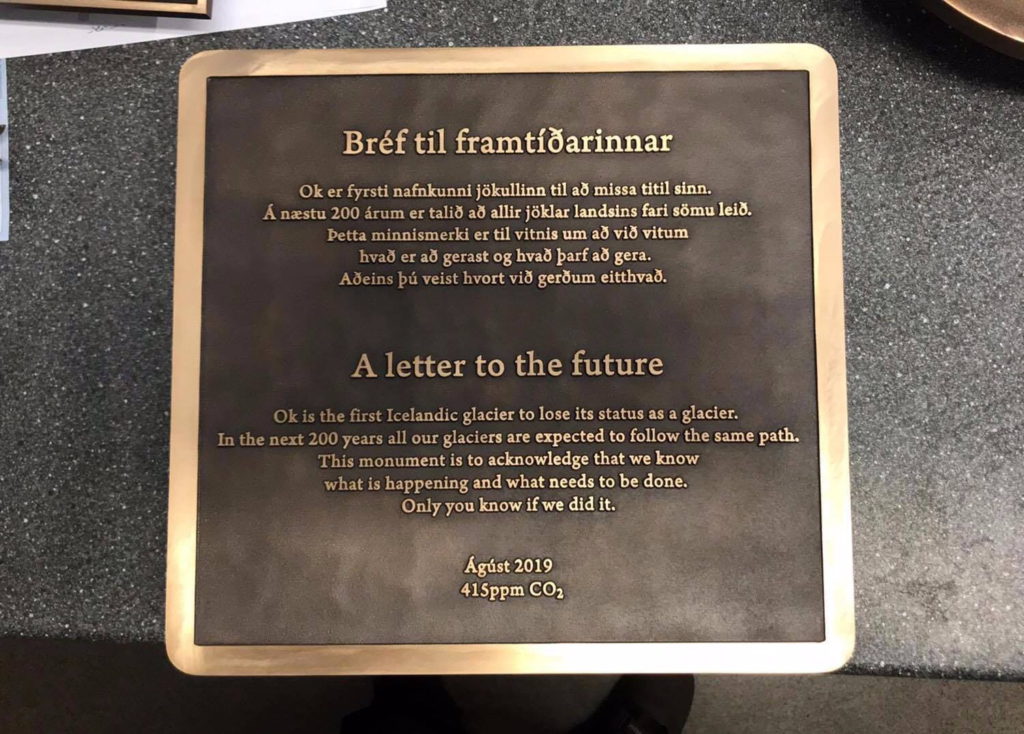 Bréf til framtíðarinnar
Ok er fyrsti nafnkunni jökullinn til að missa titil sinn.
Á næstu 200 árum er talið að allir jöklar landsins fari sömu leið.
Þetta minnismerki er til vitnis um að við vitum
hvað er að gerast og hvað þarf að gera.
Aðeins þú veist hvort við gerðum eitthvað.
A letter to the future
Ok is the first Icelandic glacier to lose its status as a glacier.
In the next 200 years all our glaciers are expected to follow the same path.
This monument is to acknowledge that we know
what is happening and what needs to be done.
Only you know if we did it.
Ágúst 2019
415ppm CO₂